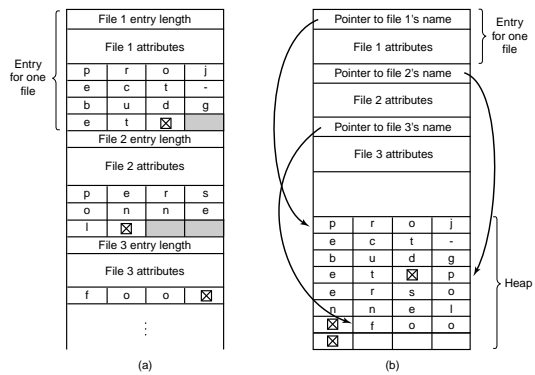 File 1 entry length
File 1 attributes
p r o j
e c t -
b u d g
e t ☒
File 2 entry length
File 2 attributes
p e r s
o n n e
l ☒
File 3 entry length
File 3 attributes
f o o ☒
Entry
for one
file
(a)
Pointer to file 1's name
File 1 attributes
Pointer to file 2's name
File 2 attributes
Pointer to file 3's name
File 3 attributes
p r o j
e c t -
b u d g
e t ☒ p
e r s o
n n e l
☒ f o o
☒
Entry
for one
file
Heap
(b)